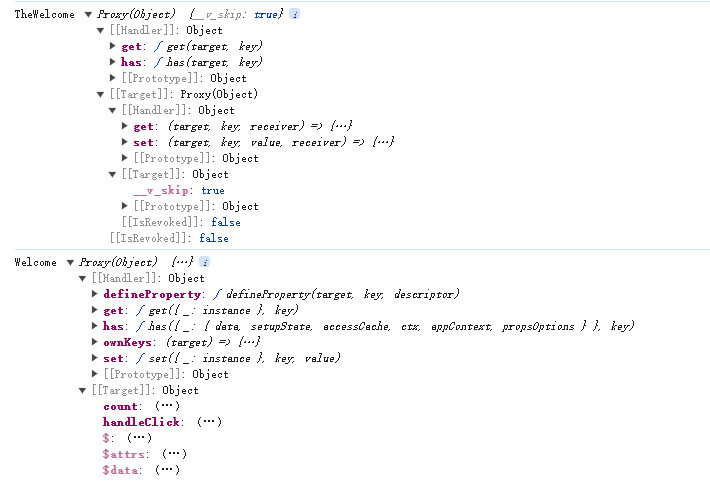 TheWelcome ▼ Proxy(Object) {__v_skip: true} i
▼ [[Handler]]: Object
▶ get: ƒ get(target, key)
▶ has: ƒ has(target, key)
▶ [[Prototype]]: Object
▼ [[Target]]: Proxy(Object)
▼ [[Handler]]: Object
▶ get: (target, key, receiver) => {…}
▶ set: (target, key, value, receiver) => {…}
▶ [[Prototype]]: Object
▼ [[Target]]: Object
__v_skip: true
▶ [[Prototype]]: Object
[[IsRevoked]]: false
[[IsRevoked]]: false
Welcome ▼ Proxy(Object) {…} i
▼ [[Handler]]: Object
▶ defineProperty: ƒ defineProperty(target, key, descriptor)
▶ get: ƒ get({ _: instance }, key)
▶ has: ƒ has({ _: { data, setupState, accessCache, ctx, appContext, propsOptions } }, key)
▶ ownKeys: (target) => {…}
▶ set: ƒ set({ _: instance }, key, value)
▶ [[Prototype]]: Object
▼ [[Target]]: Object
count: (…)
handleClick: (…)
$: (…)
$attrs: (…)
$data: (…)